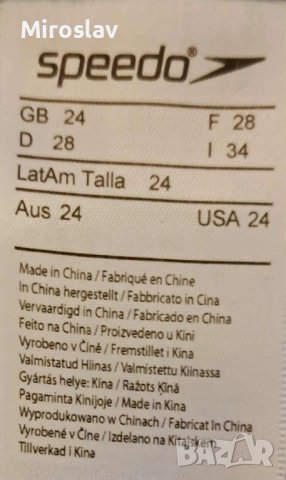 Miroslav
speedo®
GB 24 F 28
D 28 I 34
LatAm Talla 24
Aus 24 USA 24
Made in China / Fabriqué en Chine
In China hergestellt / Fabbricato in Cina
Vervaardigd in China / Fabricado en China
Feito na China / Proizvedeno u Kini
Vyrobeno v Číně / Fremstillet i Kina
Valmistatud Hiinas / Valmistettu Kiinassa
Gyártás helye: Kína / Ražots Ķīnā
Pagaminta Kinijoje / Made in Kina
Wyprodukowano w Chinach / Fabricat în China
Vyrobené v Číne / Izdelano na Kitajskem
Tillverkad i Kina
BAZAR
bg